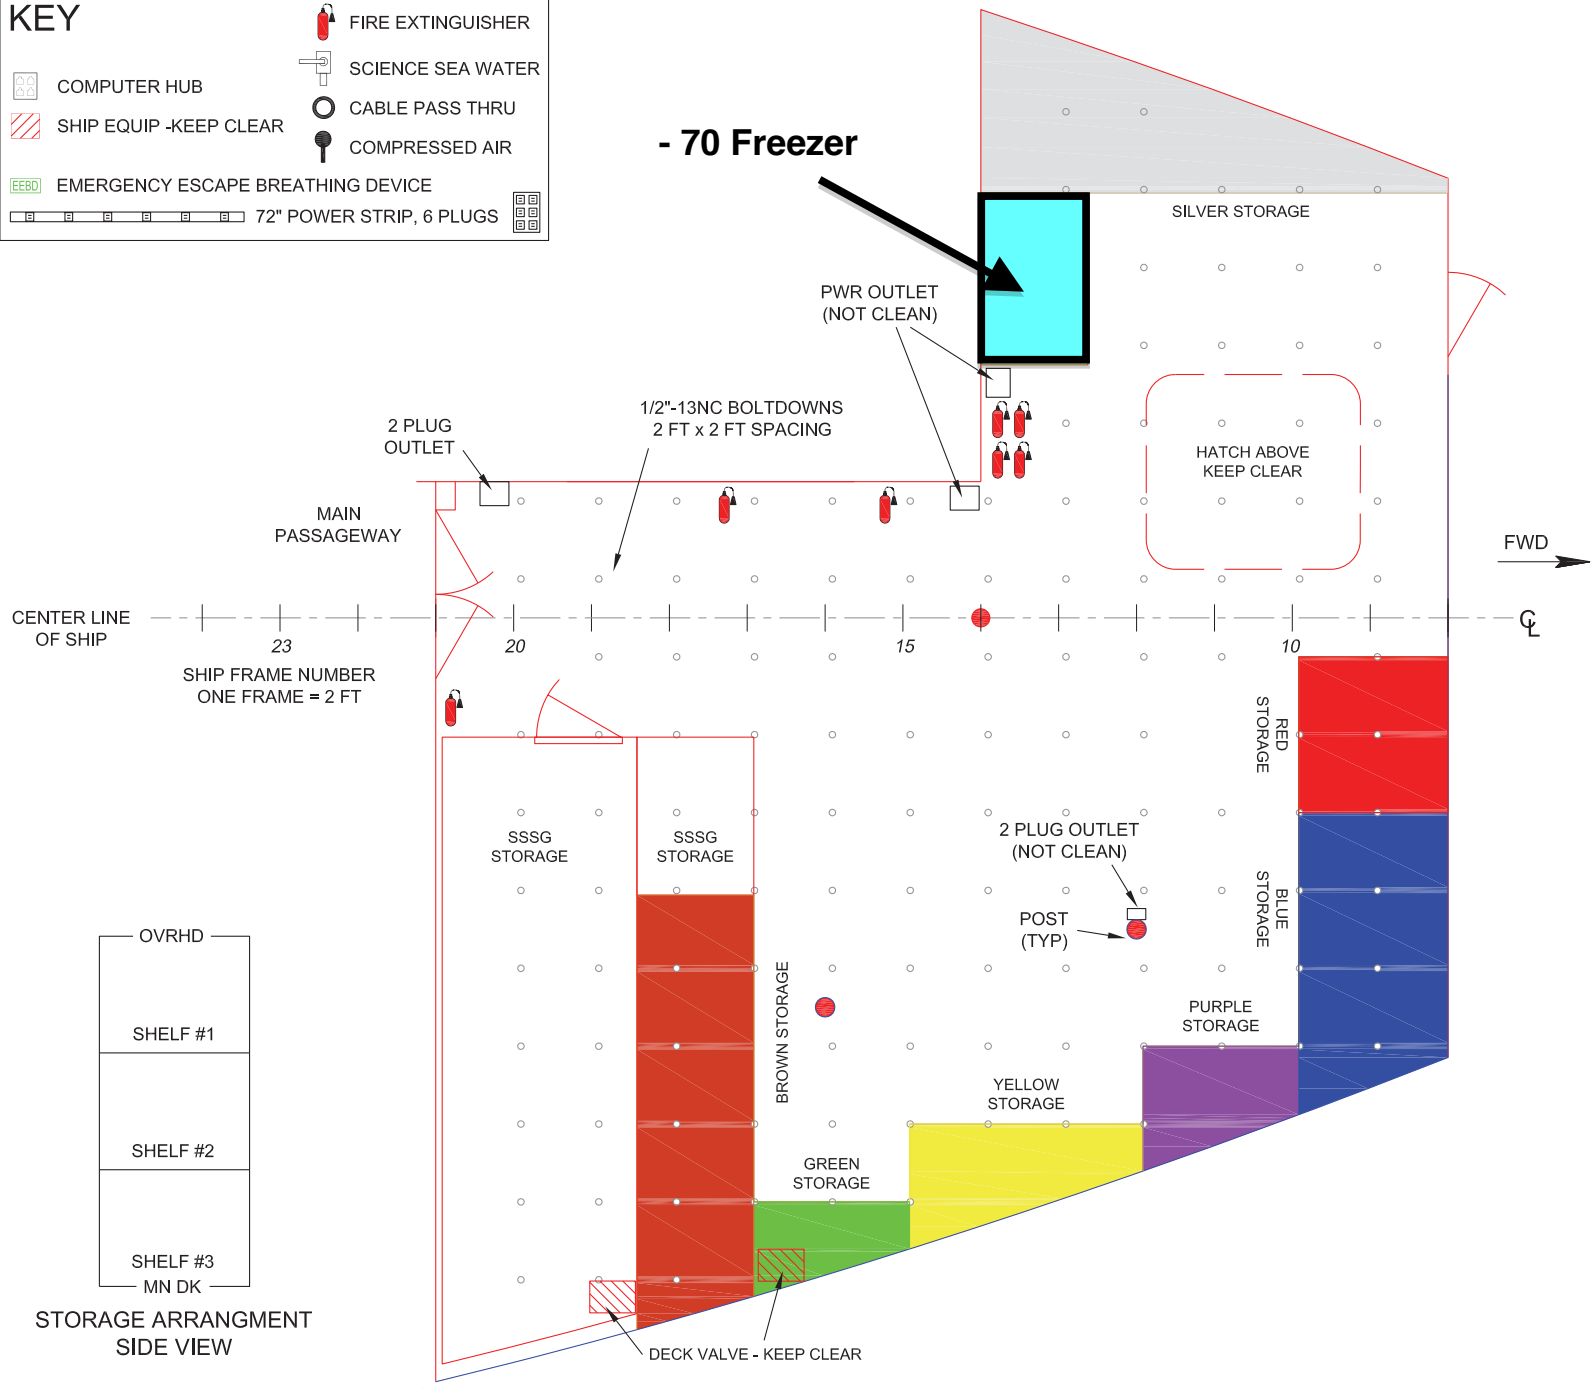 KEY
FIRE EXTINGUISHER
SCIENCE SEA WATER
COMPUTER HUB
CABLE PASS THRU
SHIP EQUIP -KEEP CLEAR
COMPRESSED AIR
EEBD
EMERGENCY ESCAPE BREATHING DEVICE
72" POWER STRIP, 6 PLUGS
- 70 Freezer
SILVER STORAGE
PWR OUTLET
(NOT CLEAN)
1/2"-13NC BOLTDOWNS
2 FT x 2 FT SPACING
2 PLUG
OUTLET
HATCH ABOVE
KEEP CLEAR
MAIN
PASSAGEWAY
FWD
CENTER LINE
OF SHIP
CL
23
20
15
10
SHIP FRAME NUMBER
ONE FRAME = 2 FT
RED
STORAGE
SSSG
STORAGE
SSSG
STORAGE
2 PLUG OUTLET
(NOT CLEAN)
BLUE
STORAGE
POST
(TYP)
OVRHD
SHELF #1
SHELF #2
SHELF #3
MN DK
STORAGE ARRANGMENT
SIDE VIEW
BROWN STORAGE
PURPLE
STORAGE
YELLOW
STORAGE
GREEN
STORAGE
DECK VALVE - KEEP CLEAR